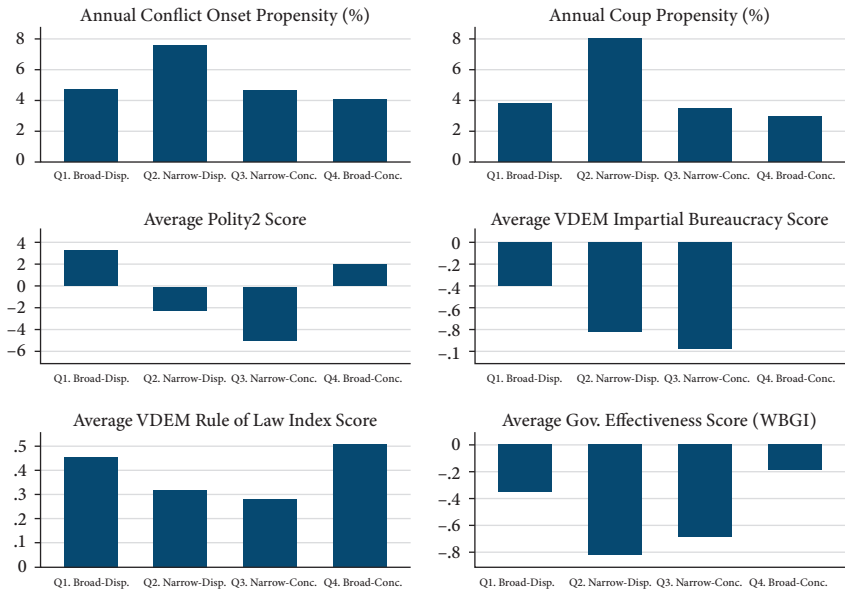 Annual Conflict Onset Propensity (%)
8
6
4
2
0
Q1. Broad-Disp. Q2. Narrow-Disp. Q3. Narrow-Conc. Q4. Broad-Conc.
Annual Coup Propensity (%)
8
6
4
2
0
Q1. Broad-Disp. Q2. Narrow-Disp. Q3. Narrow-Conc. Q4. Broad-Conc.
Average Polity2 Score
4
2
0
−2
−4
−6
Q1. Broad-Disp. Q2. Narrow-Disp. Q3. Narrow-Conc. Q4. Broad-Conc.
Average VDEM Impartial Bureaucracy Score
0
−.2
−.4
−.6
−.8
−.1
Q1. Broad-Disp. Q2. Narrow-Disp. Q3. Narrow-Conc. Q4. Broad-Conc.
Average VDEM Rule of Law Index Score
.5
.4
.3
.2
.1
0
Q1. Broad-Disp. Q2. Narrow-Disp. Q3. Narrow-Conc. Q4. Broad-Conc.
Average Gov. Effectiveness Score (WBGI)
0
−.2
−.4
−.6
−.8
Q1. Broad-Disp. Q2. Narrow-Disp. Q3. Narrow-Conc. Q4. Broad-Conc.